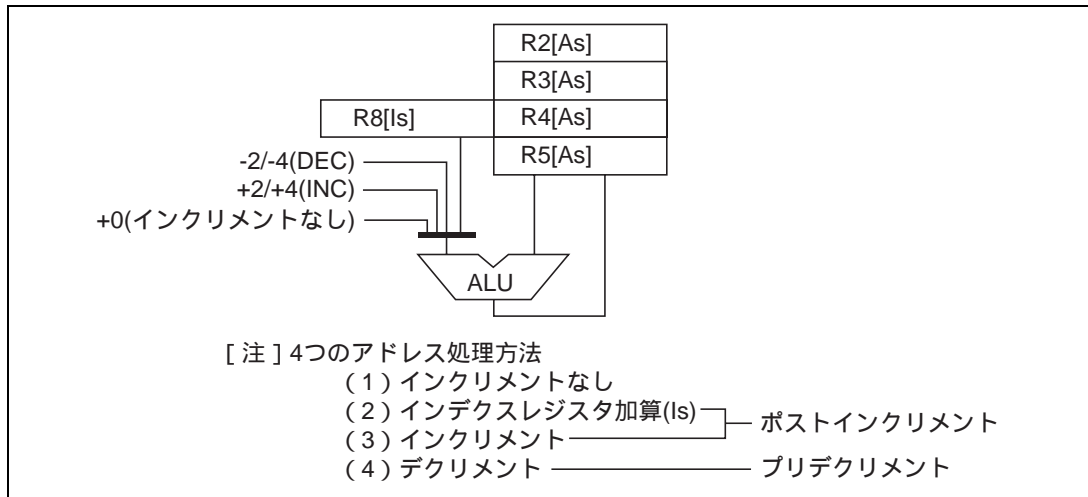 R2[As]
R3[As]
R8[Is] R4[As]
R5[As]
-2/-4(DEC)
+2/+4(INC)
+0(インクリメントなし)
ALU
[ 注 ] 4つのアドレス処理方法
( 1 ) インクリメントなし
( 2 ) インデクスレジスタ加算(Is)
ポストインクリメント
( 3 ) インクリメント
( 4 ) デクリメント プリデクリメント